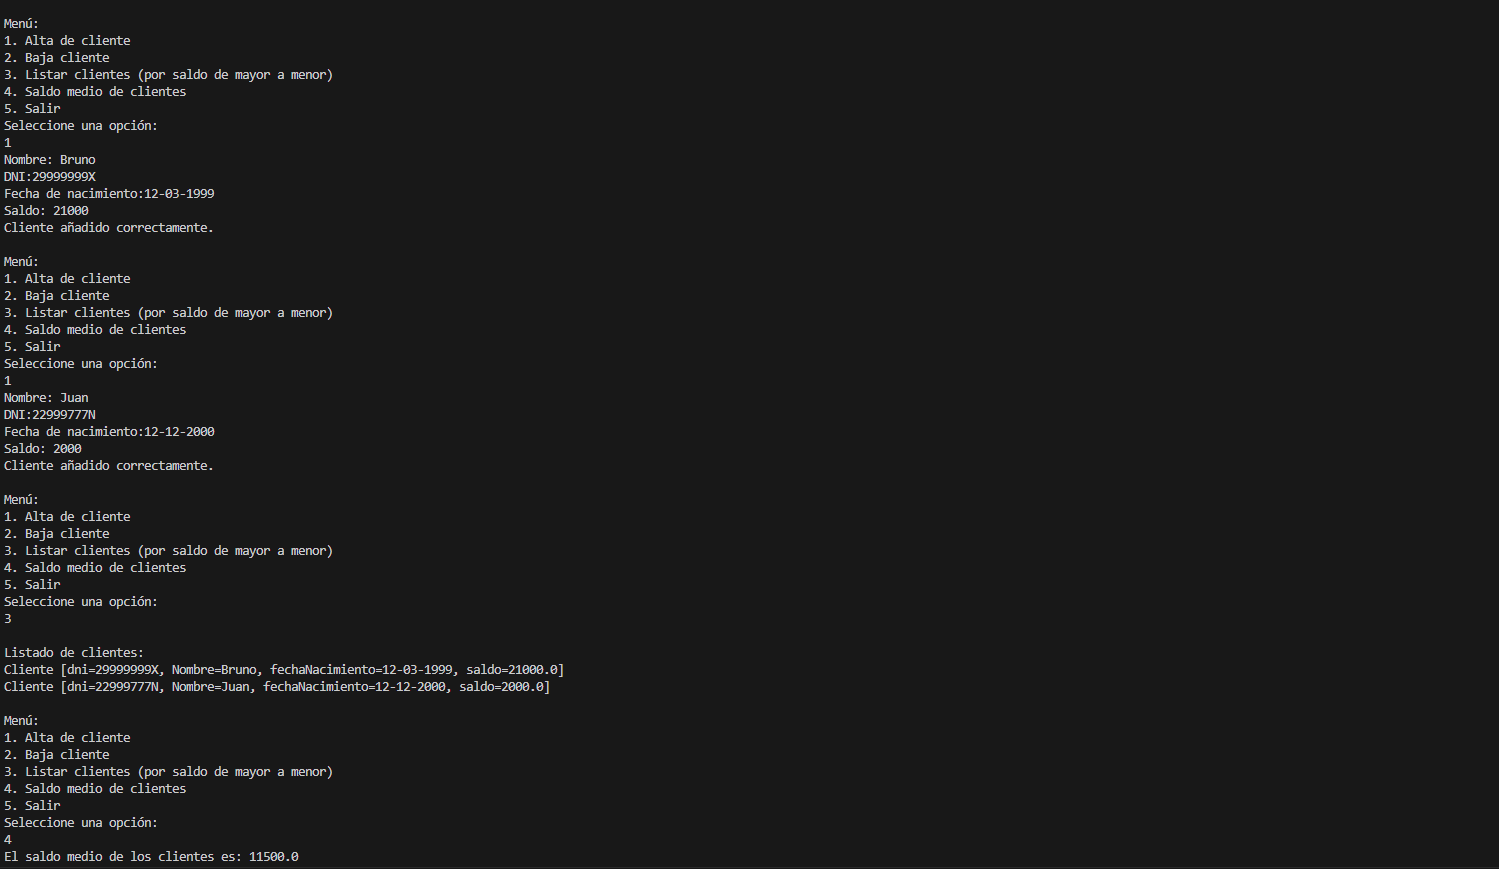 Menú:
1. Alta de cliente
2. Baja cliente
3. Listar clientes (por saldo de mayor a menor)
4. Saldo medio de clientes
5. Salir
Seleccione una opción:
1
Nombre: Bruno
DNI:29999999X
Fecha de nacimiento:12-03-1999
Saldo: 21000
Cliente añadido correctamente.
Menú:
1. Alta de cliente
2. Baja cliente
3. Listar clientes (por saldo de mayor a menor)
4. Saldo medio de clientes
5. Salir
Seleccione una opción:
1
Nombre: Juan
DNI:22999777N
Fecha de nacimiento:12-12-2000
Saldo: 2000
Cliente añadido correctamente.
Menú:
1. Alta de cliente
2. Baja cliente
3. Listar clientes (por saldo de mayor a menor)
4. Saldo medio de clientes
5. Salir
Seleccione una opción:
3
Listado de clientes:
Cliente [dni=29999999X, Nombre=Bruno, fechaNacimiento=12-03-1999, saldo=21000.0]
Cliente [dni=22999777N, Nombre=Juan, fechaNacimiento=12-12-2000, saldo=2000.0]
Menú:
1. Alta de cliente
2. Baja cliente
3. Listar clientes (por saldo de mayor a menor)
4. Saldo medio de clientes
5. Salir
Seleccione una opción:
4
El saldo medio de los clientes es: 11500.0